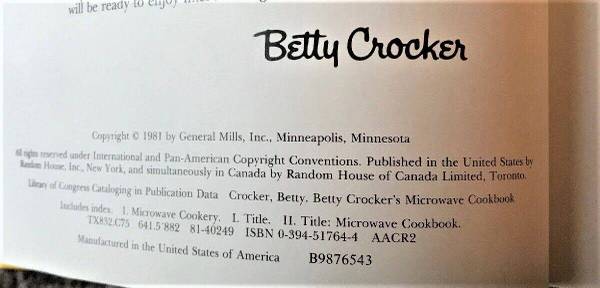 will be ready to enjoy
Betty Crocker
Copyright © 1981 by General Mills, Inc., Minneapolis, Minnesota
All rights reserved under International and Pan-American Copyright Conventions. Published in the United States by
Random House, Inc., New York, and simultaneously in Canada by Random House of Canada Limited, Toronto.
Library of Congress Cataloging in Publication Data Crocker, Betty. Betty Crocker's Microwave Cookbook
Includes index. 1. Microwave Cookery. I. Title. II. Title: Microwave Cookbook.
TX832.C75 641.5'882 81-40249 ISBN 0-394-51764-4 AACR2
Manufactured in the United States of America B9876543